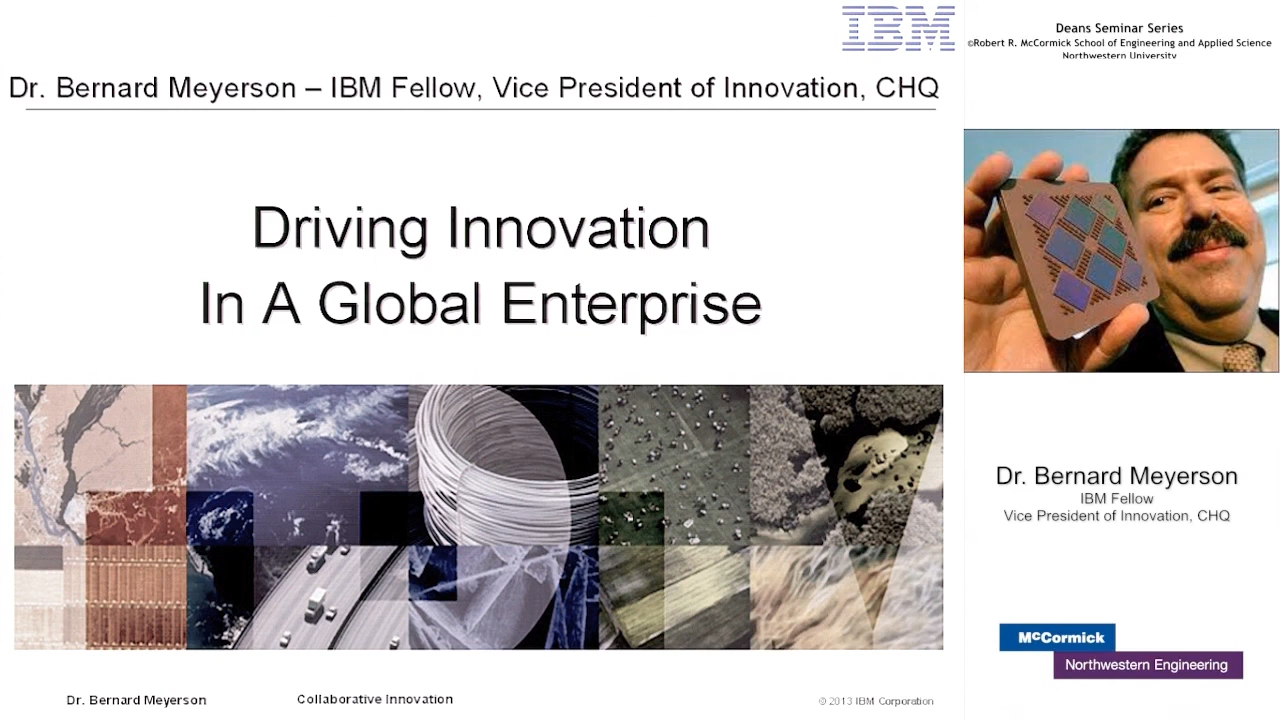 IBM
Dr. Bernard Meyerson – IBM Fellow, Vice President of Innovation, CHQ
Driving Innovation
In A Global Enterprise
Dr. Bernard Meyerson
Collaborative Innovation
© 2013 IBM Corporation
Deans Seminar Series
©Robert R. McCormick School of Engineering and Applied Science
Northwestern University
Dr. Bernard Meyerson
IBM Fellow
Vice President of Innovation, CHQ
McCormick
Northwestern Engineering